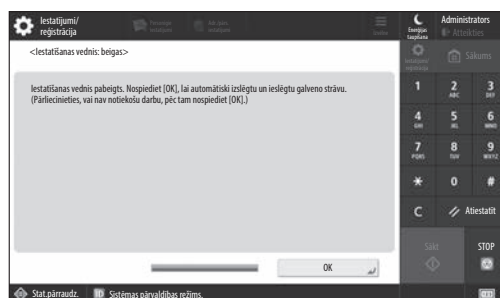 Iestatījumi/
reģistrācija
Enerģijas
taupīšana
Administrators
Atteikties
<Iestatīšanas vednis: beigas>
Sākums
Iestatīšanas vednis pabeigts. Nospiediet [OK], lai automātiski izslēgtu un ieslēgtu galveno strāvu.
(Pārliecinieties, vai nav notiekošu darbu, pēc tam nospiediet [OK].)
1 2 3
ABC DEF
4 5 6
GHI JKL MNO
7 8 9
PQRS TUV WXYZ
* 0 #
C Atiestatīt
Sākt STOP
OK
Stat.pārraudz. ID Sistēmas pārvaldības režīms.